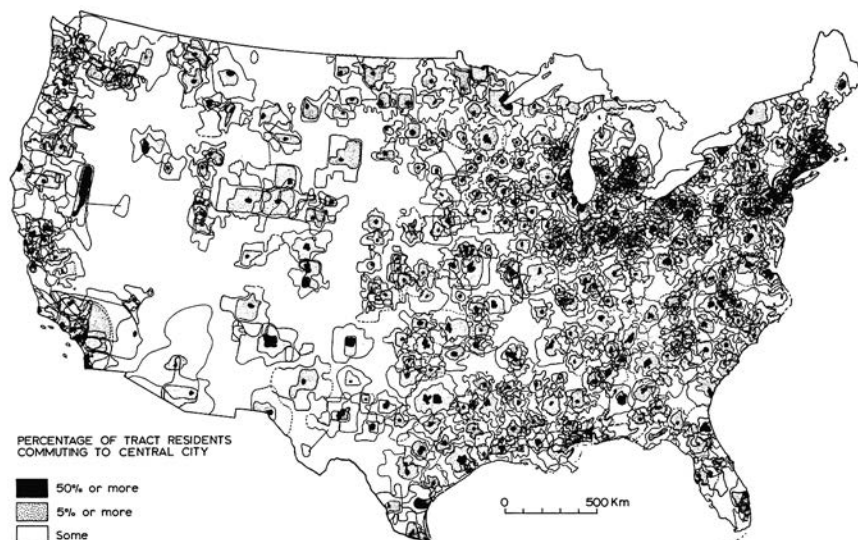 PERCENTAGE OF TRACT RESIDENTS
COMMUTING TO CENTRAL CITY
50% or more
5% or more
Some
0 500 Km